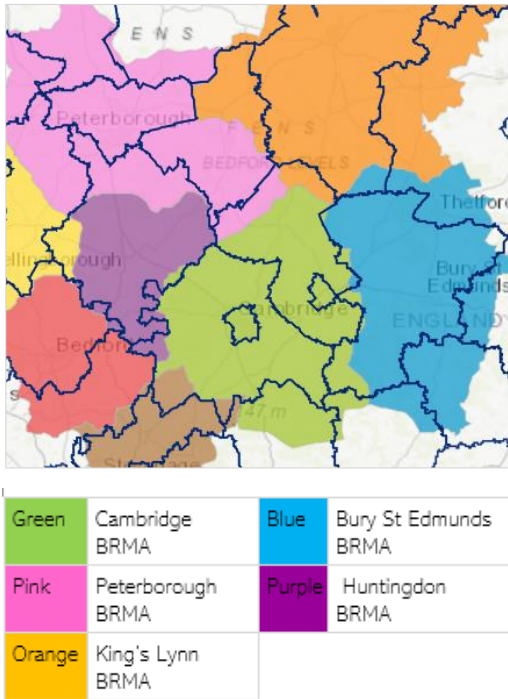 E N S
Peterborough
F E N S
BEDFORD LEVELS
Thetford
ellingborough
Bury St
Edmunds
Cambridge
ENGLAND
Bedford
147 m
Green Cambridge BRMA Blue Bury St Edmunds BRMA
Pink Peterborough BRMA Purple Huntingdon BRMA
Orange King's Lynn BRMA